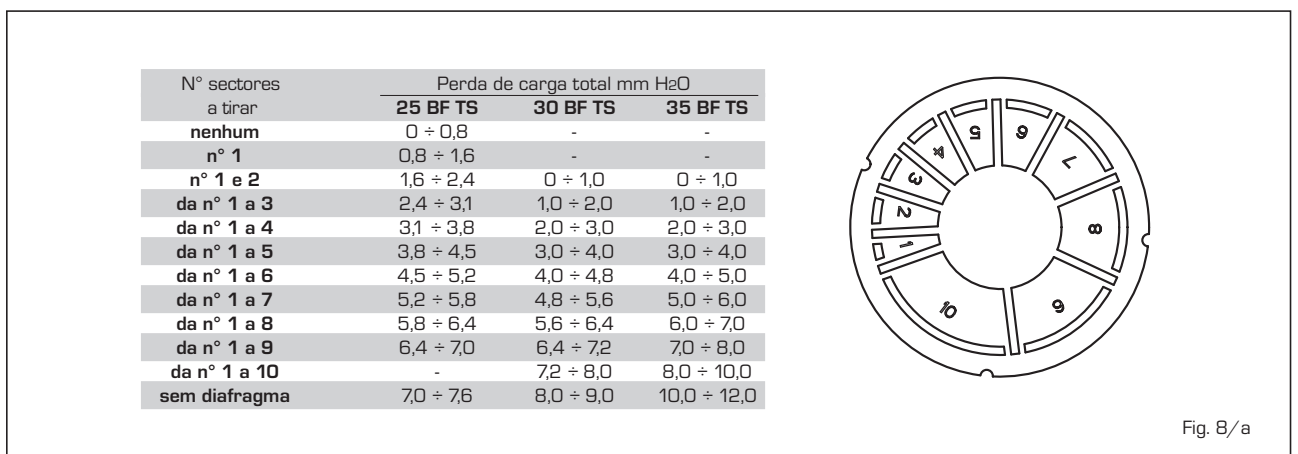 N° sectores Perda de carga total mm H2O
a tirar 25 BF TS 30 BF TS 35 BF TS
nenhum 0 ÷ 0,8 - -
n° 1 0,8 ÷ 1,6 - -
n° 1 e 2 1,6 ÷ 2,4 0 ÷ 1,0 0 ÷ 1,0
da n° 1 a 3 2,4 ÷ 3,1 1,0 ÷ 2,0 1,0 ÷ 2,0
da n° 1 a 4 3,1 ÷ 3,8 2,0 ÷ 3,0 2,0 ÷ 3,0
da n° 1 a 5 3,8 ÷ 4,5 3,0 ÷ 4,0 3,0 ÷ 4,0
da n° 1 a 6 4,5 ÷ 5,2 4,0 ÷ 4,8 4,0 ÷ 5,0
da n° 1 a 7 5,2 ÷ 5,8 4,8 ÷ 5,6 5,0 ÷ 6,0
da n° 1 a 8 5,8 ÷ 6,4 5,6 ÷ 6,4 6,0 ÷ 7,0
da n° 1 a 9 6,4 ÷ 7,0 6,4 ÷ 7,2 7,0 ÷ 8,0
da n° 1 a 10 - 7,2 ÷ 8,0 8,0 ÷ 10,0
sem diafragma 7,0 ÷ 7,6 8,0 ÷ 9,0 10,0 ÷ 12,0
1
2
3
4
5
6
7
8
9
10
Fig. 8/a